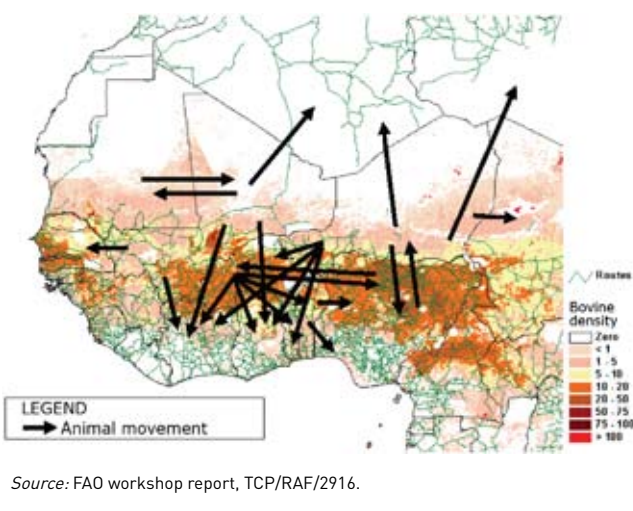 Routes
Bovine
density
Zero
< 1
1 - 5
5 - 10
10 - 20
20 - 50
50 - 75
75 - 100
> 100
LEGEND
Animal movement
Source: FAO workshop report, TCP/RAF/2916.